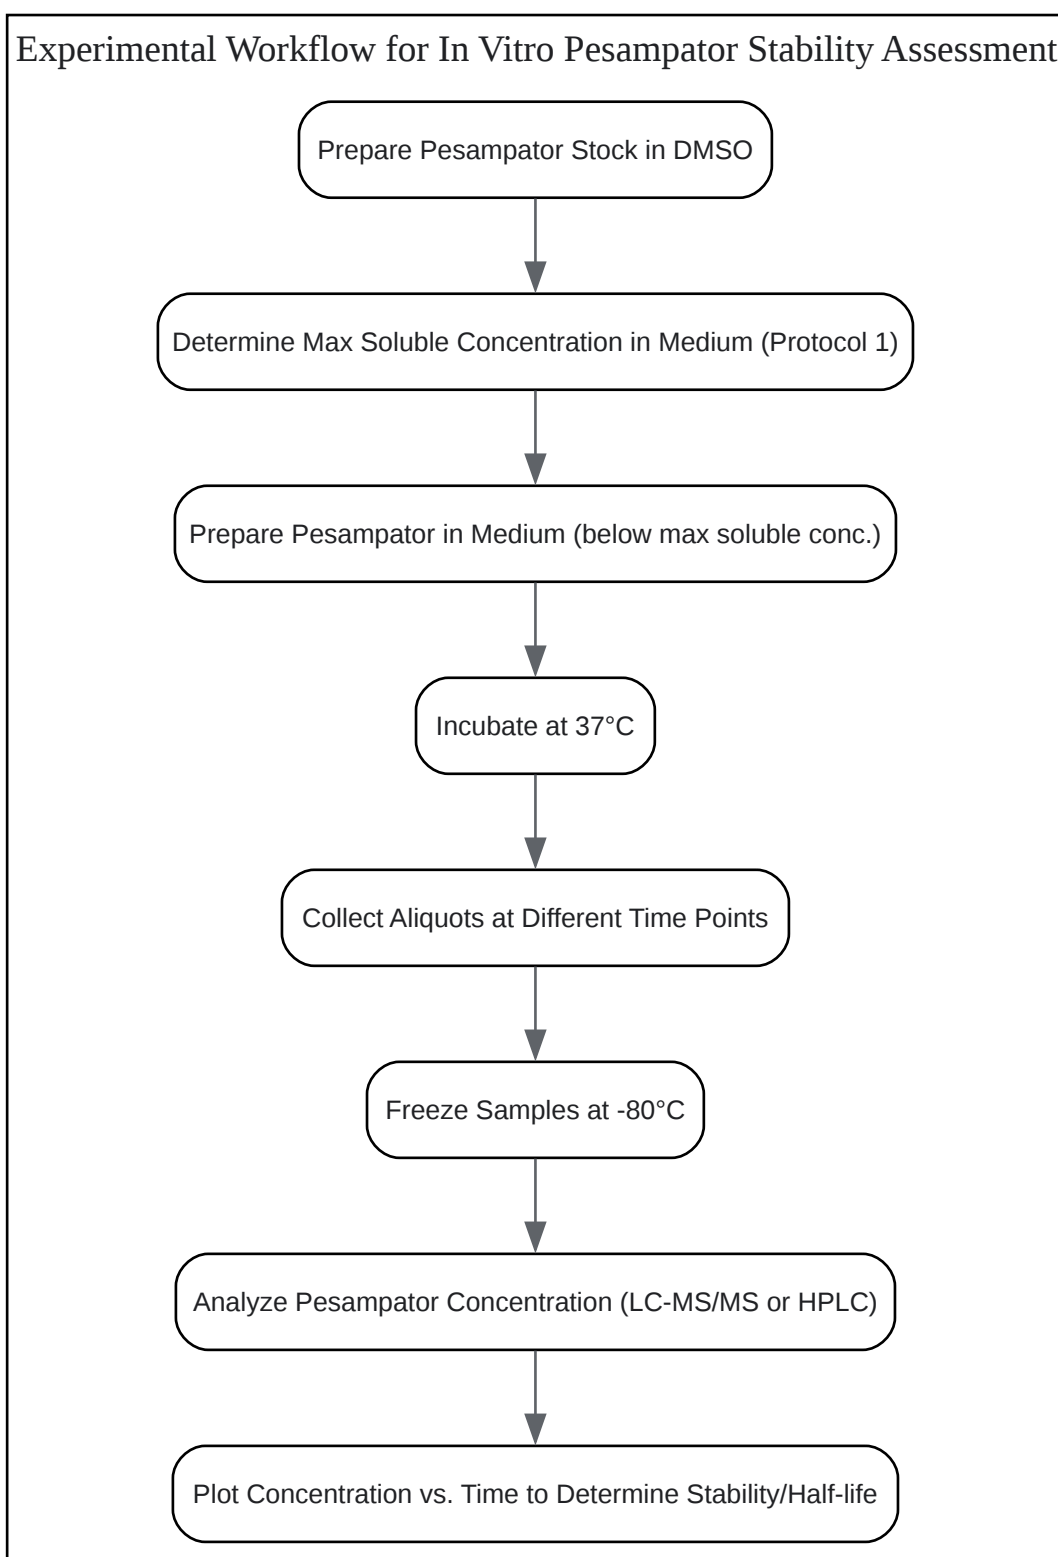 Experimental Workflow for In Vitro Pesampator Stability Assessment
Prepare Pesampator Stock in DMSO
Determine Max Soluble Concentration in Medium (Protocol 1)
Prepare Pesampator in Medium (below max soluble conc.)
Incubate at 37°C
Collect Aliquots at Different Time Points
Freeze Samples at -80°C
Analyze Pesampator Concentration (LC-MS/MS or HPLC)
Plot Concentration vs. Time to Determine Stability/Half-life